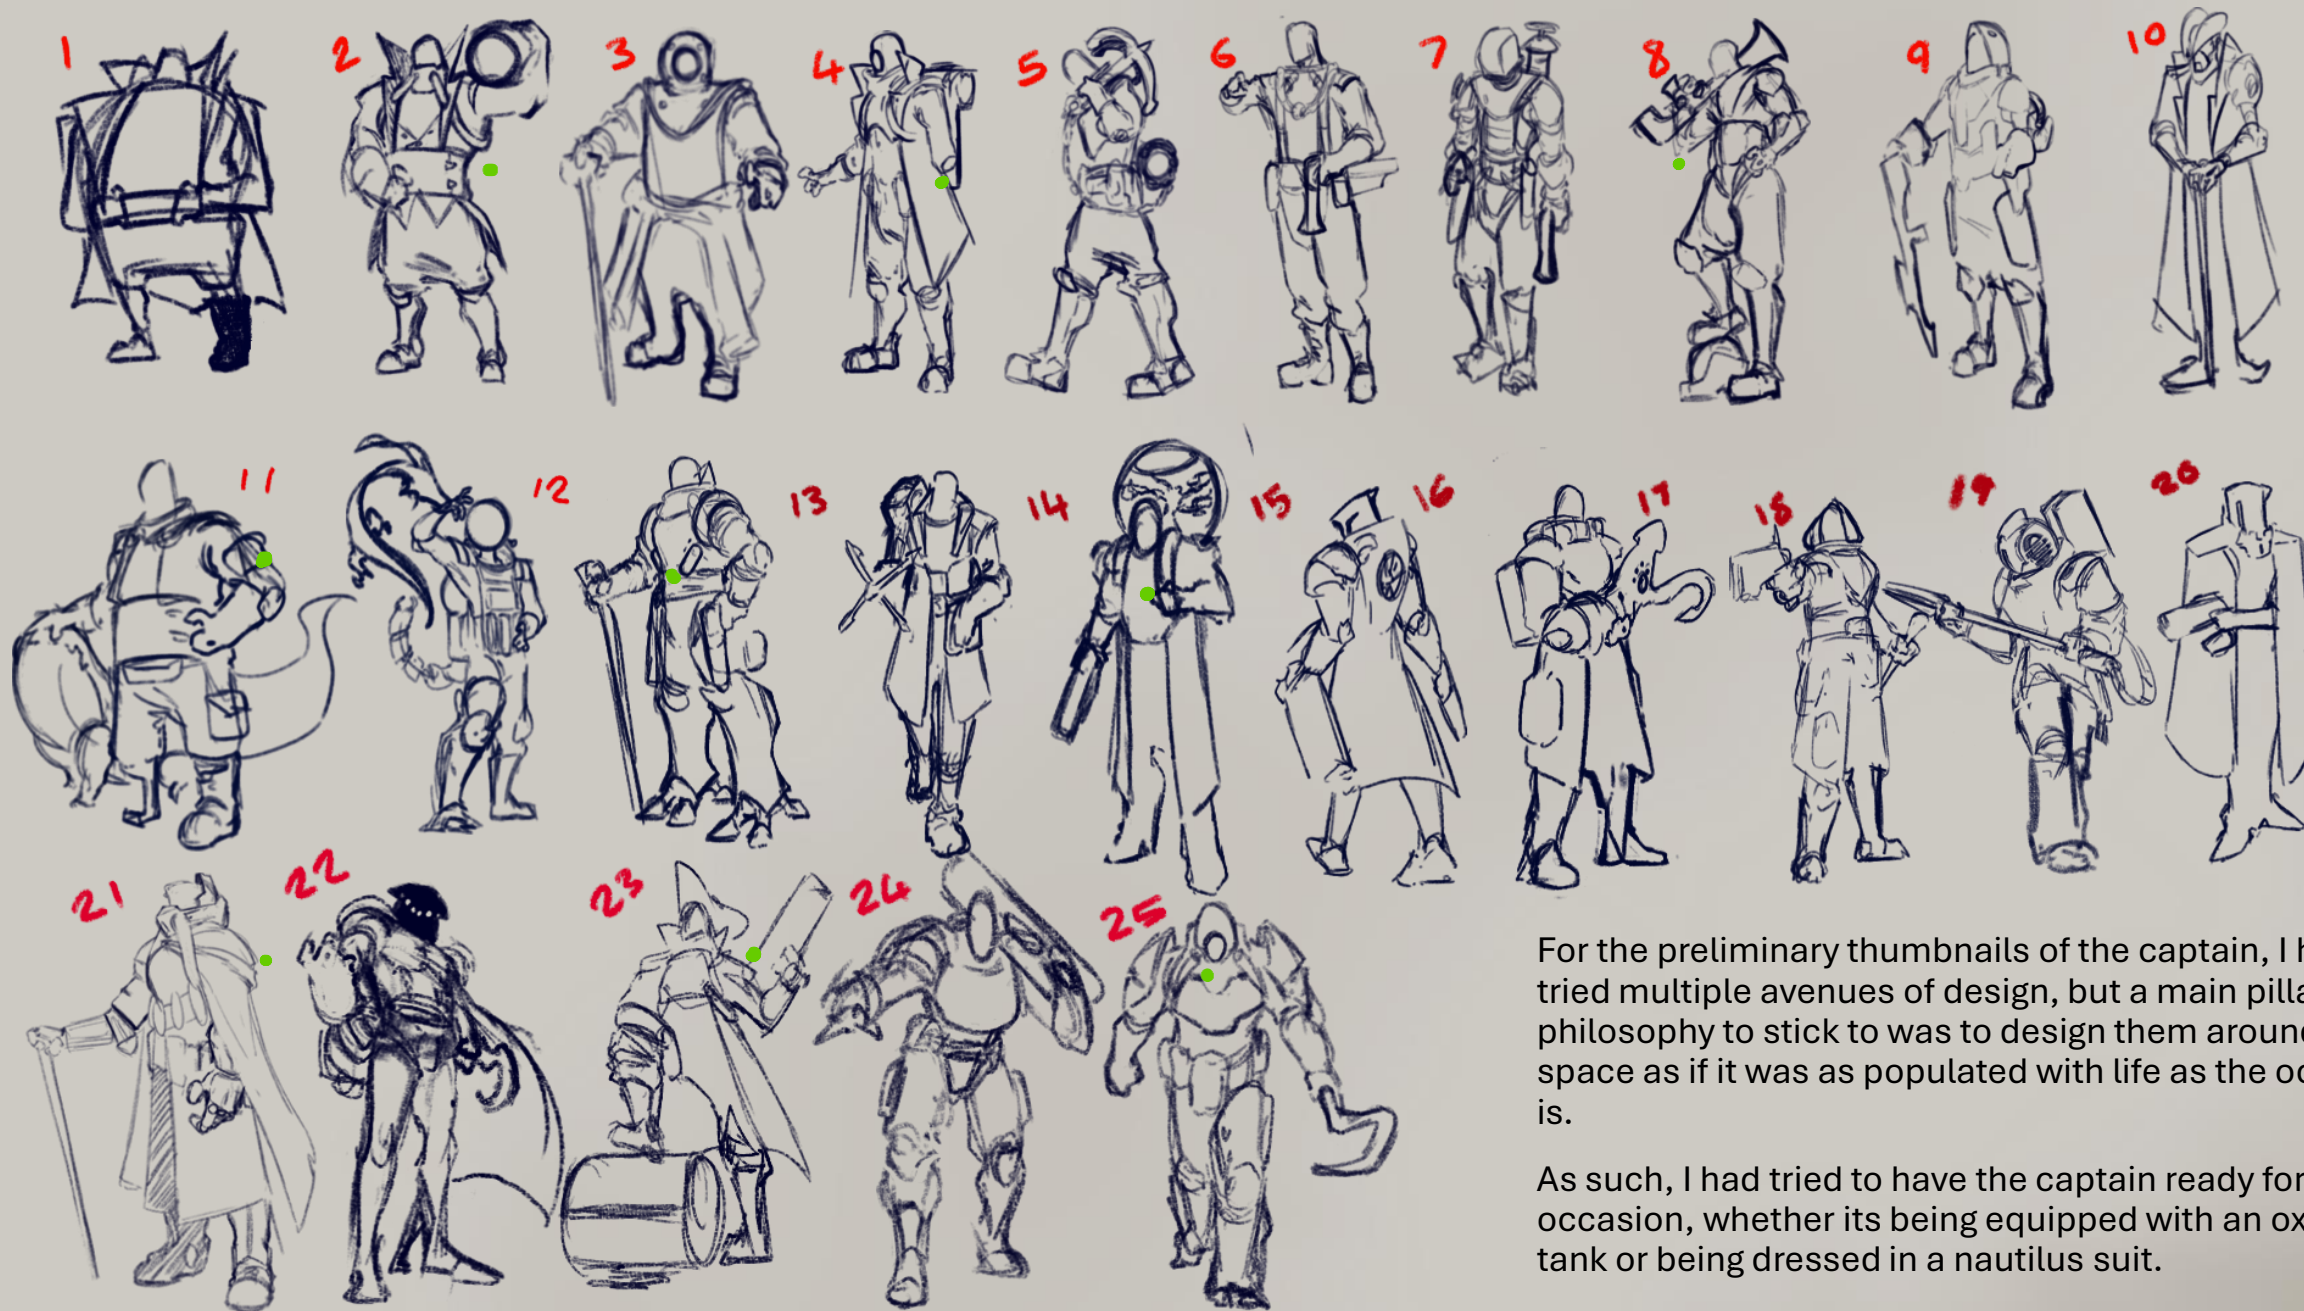 1 2 3 4 5 6 7 8 9 10
11 12 13 14 15 16 17 18 19 20
21 22 23 24 25
For the preliminary thumbnails of the captain, I
tried multiple avenues of design, but a main
philosophy to stick to was to design them
space as if it was as populated with life as the
is.
As such, I had tried to have the captain ready for
occasion, whether its being equipped with an
tank or being dressed in a nautilus suit.